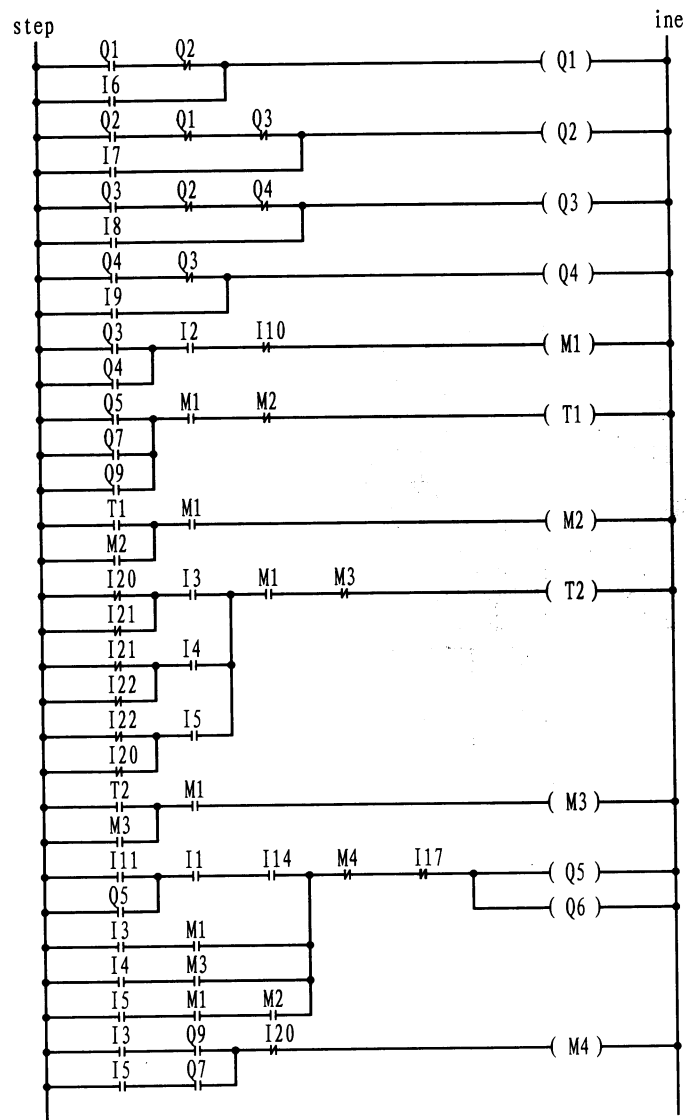 step ine
Q1 Q2 ( Q1 )
I6
Q2 Q1 Q3 ( Q2 )
I7
Q3 Q2 Q4 ( Q3 )
I8
Q4 Q3 ( Q4 )
I9
Q3 I2 I10 ( M1 )
Q4
Q5 M1 M2 ( T1 )
Q7
Q9
T1 M1 ( M2 )
M2
I20 I3 M1 M3 ( T2 )
I21
I21 I4
I22
I22 I5
I20
T2 M1 ( M3 )
M3
I11 I1 I14 M4 I17 ( Q5 )
Q5 ( Q6 )
I3 M1
I4 M3
I5 M1 M2
I3 Q9 I20 ( M4 )
I5 Q7